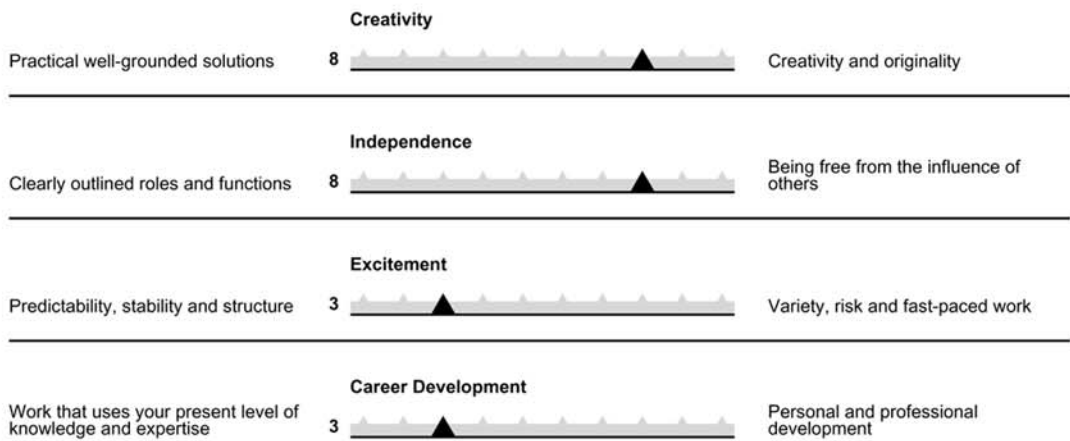 Creativity
Practical well-grounded solutions 8 Creativity and originality
Independence
Clearly outlined roles and functions 8 Being free from the influence of
others
Excitement
Predictability, stability and structure 3 Variety, risk and fast-paced work
Career Development
Work that uses your present level of
knowledge and expertise 3 Personal and professional
development